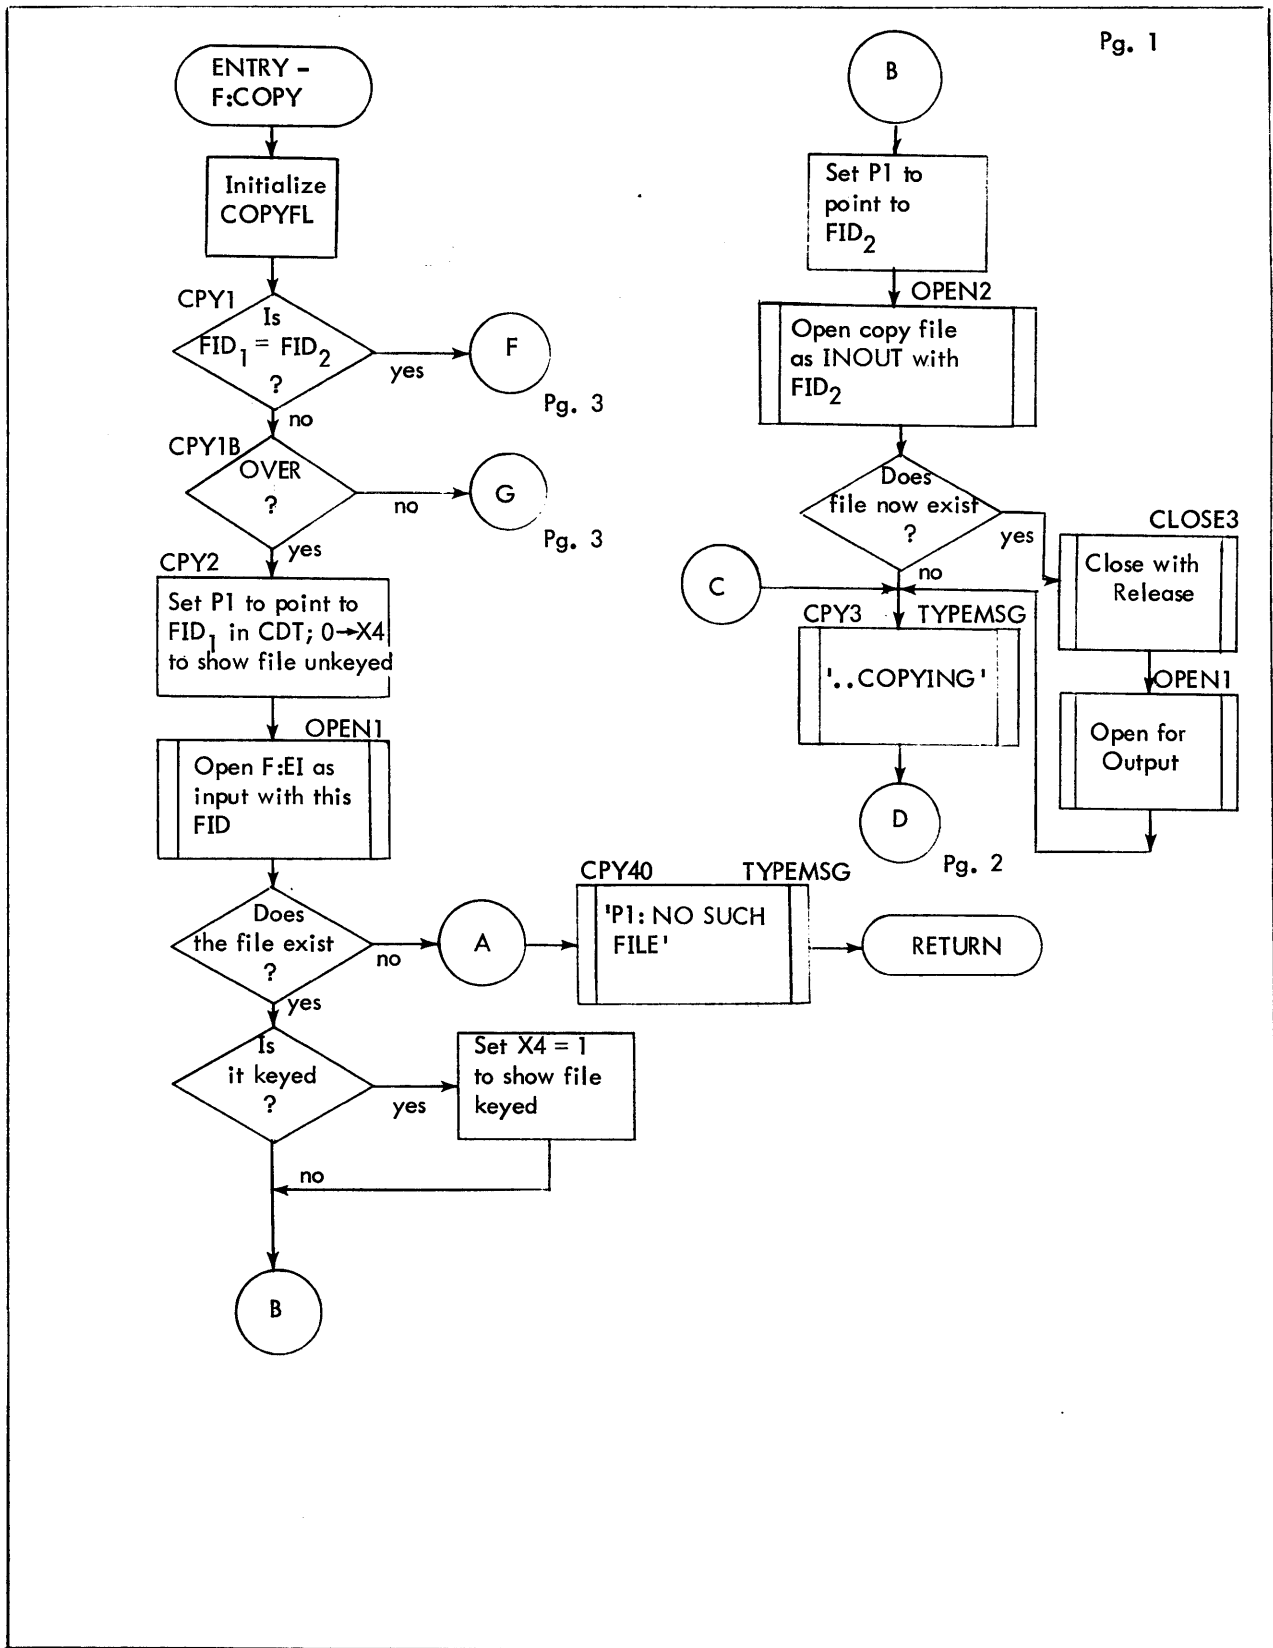 Pg. 1
ENTRY -
F:COPY
Initialize
COPYFL
CPY1
Is
FID1 = FID2
?
yes
F
Pg. 3
no
CPY1B
OVER
?
no
G
Pg. 3
yes
CPY2
Set P1 to point to
FID1 in CDT; 0→X4
to show file unkeyed
OPEN1
Open F:EI as
input with this
FID
Does
the file exist
?
no
A
CPY40
TYPEMSG
'P1: NO SUCH
FILE'
RETURN
yes
Is
it keyed
?
yes
Set X4 = 1
to show file
keyed
no
B
B
Set P1 to
point to
FID2
OPEN2
Open copy file
as INOUT with
FID2
Does
file now exist
?
yes
CLOSE3
Close with
Release
OPEN1
Open for
Output
no
C
CPY3
TYPEMSG
'..COPYING'
D
Pg. 2